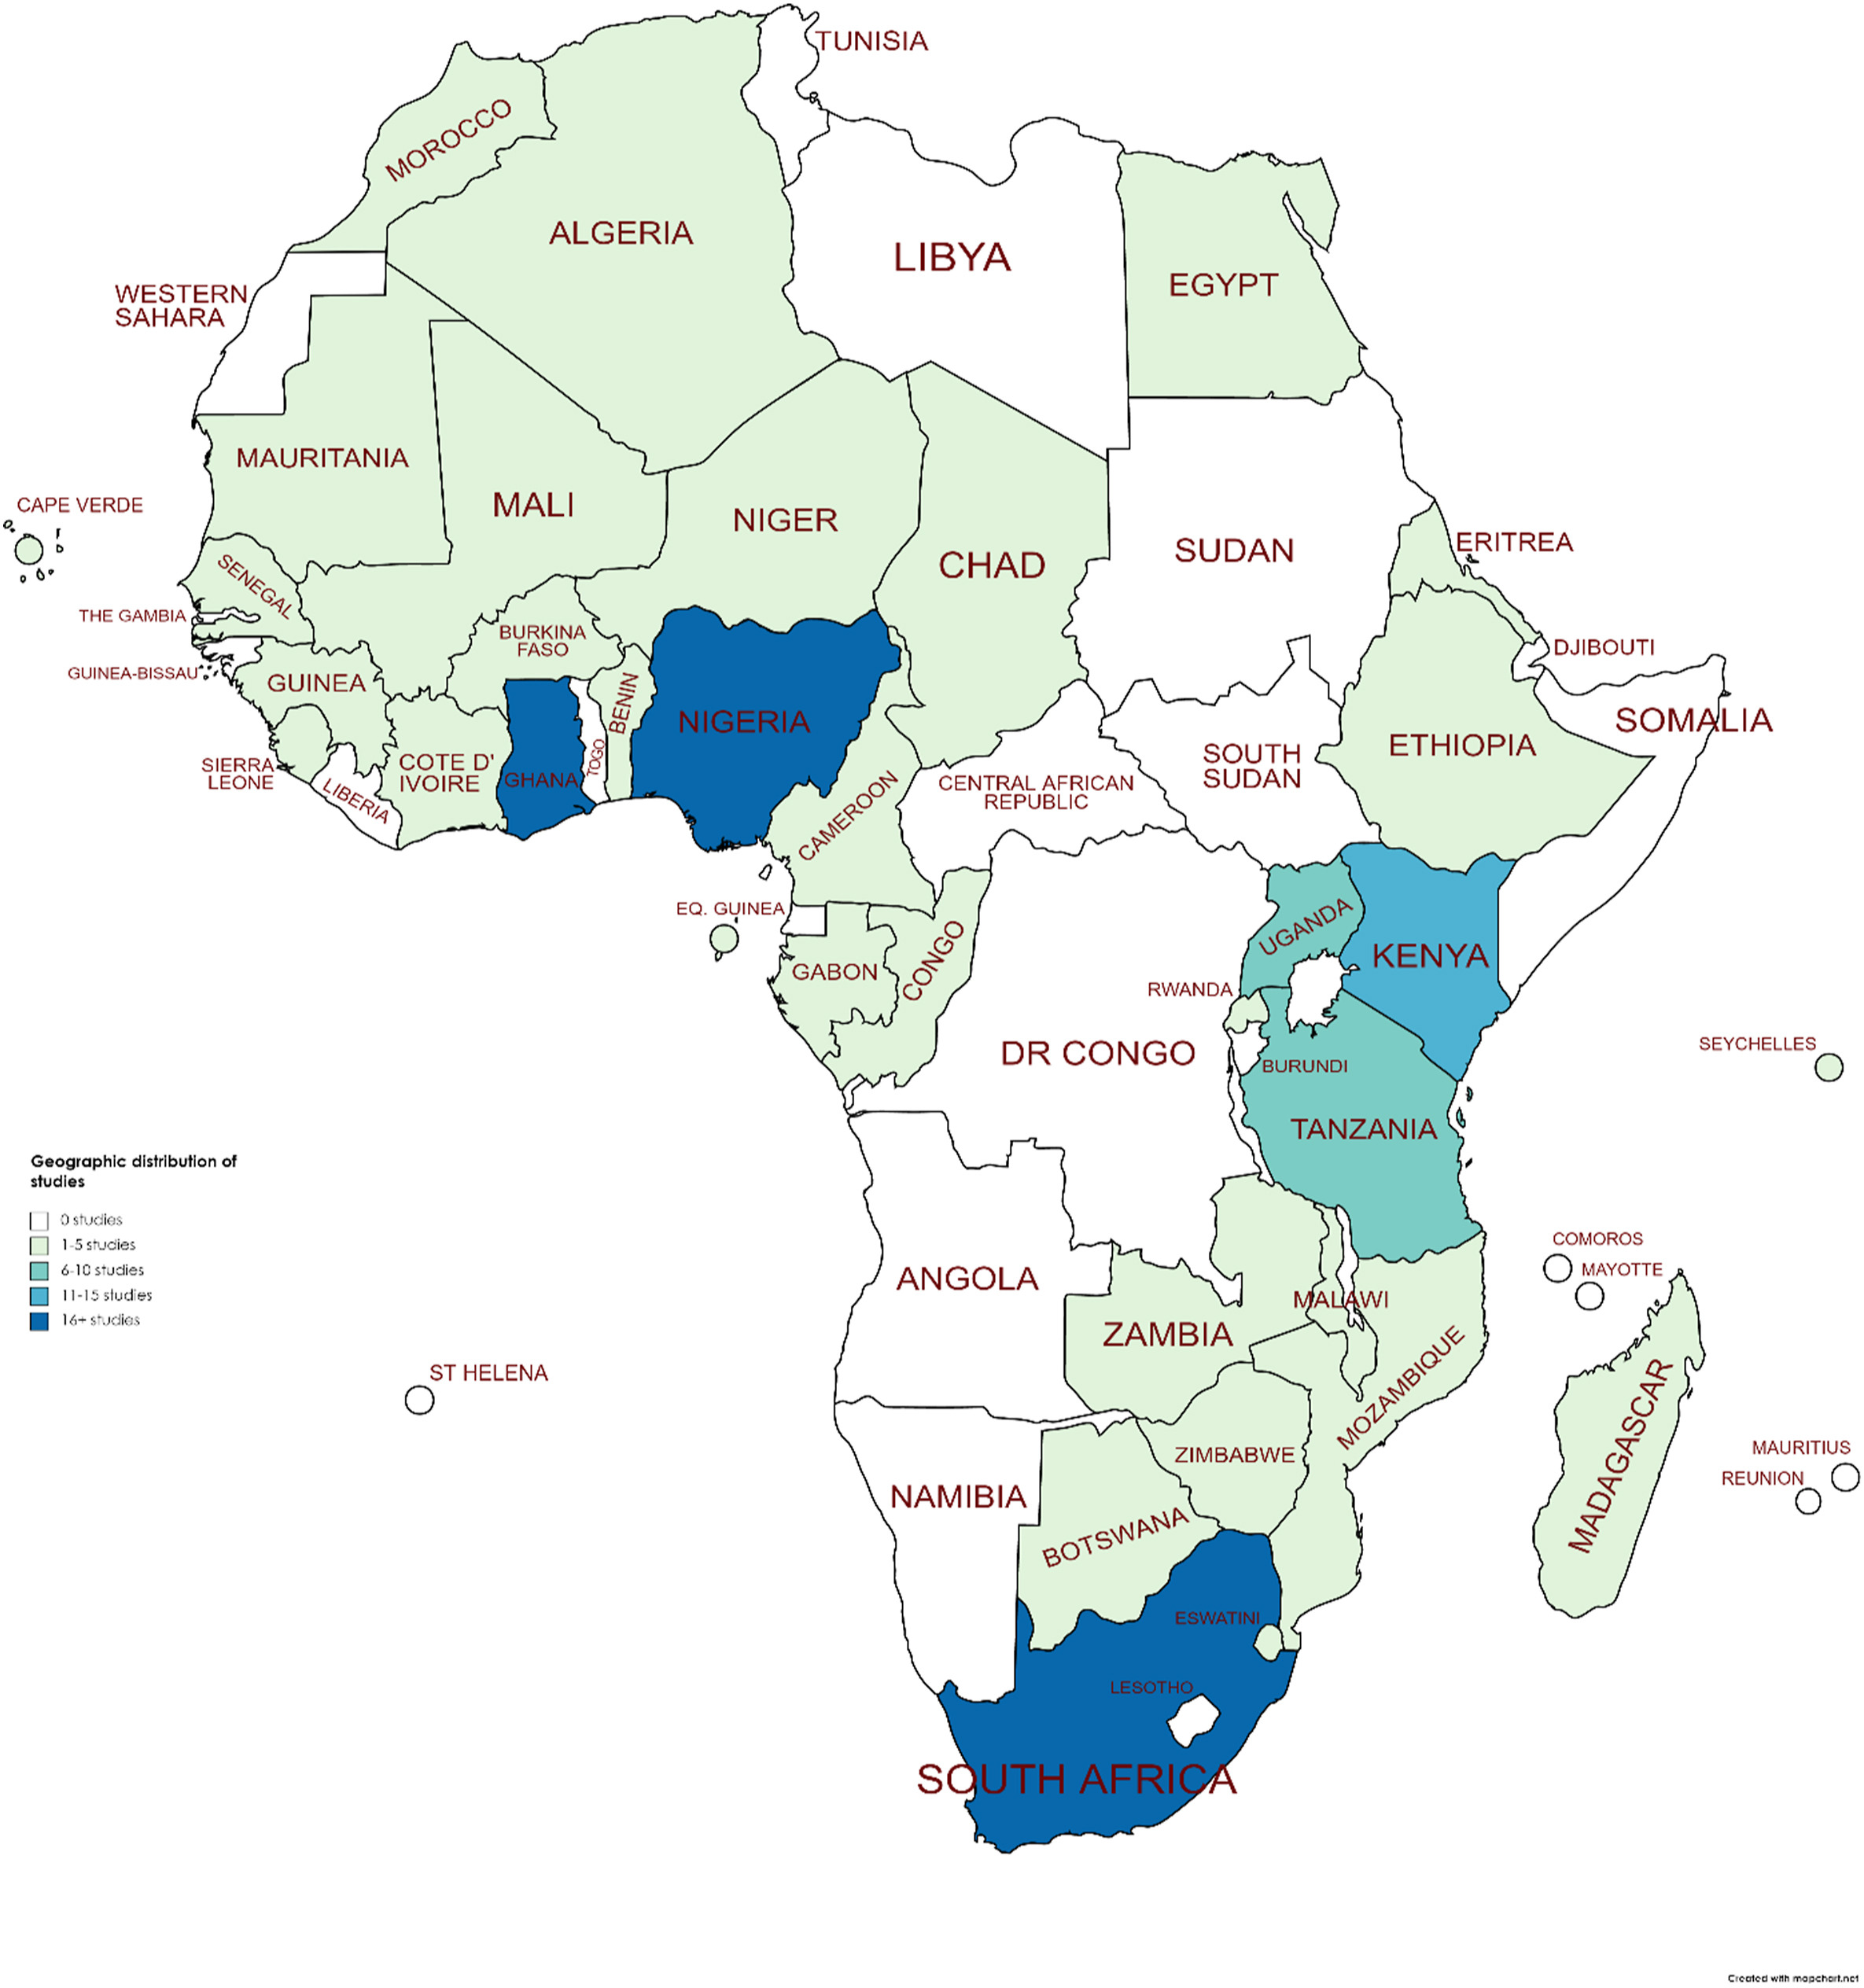 TUNISIA
MOROCCO
ALGERIA
LIBYA
EGYPT
WESTERN
SAHARA
MAURITANIA
MALI
NIGER
CHAD
SUDAN
ERITREA
CAPE VERDE
SENEGAL
THE GAMBIA
GUINEA-BISSAU
GUINEA
BURKINA
FASO
BENIN
NIGERIA
DJIBOUTI
SOMALIA
ETHIOPIA
SOUTH
SUDAN
SIERRA
LEONE
LIBERIA
COTE D'
IVOIRE
GHANA
TOGO
CAMEROON
CENTRAL AFRICAN
REPUBLIC
EQ. GUINEA
GABON
CONGO
UGANDA
KENYA
RWANDA
DR CONGO
BURUNDI
SEYCHELLES
TANZANIA
Geographic distribution of
studies
0 studies
1-5 studies
6-10 studies
11-15 studies
16+ studies
COMOROS
MAYOTTE
ANGOLA
MALAWI
ZAMBIA
MOZAMBIQUE
ST HELENA
MADAGASCAR
MAURITIUS
REUNION
ZIMBABWE
NAMIBIA
BOTSWANA
ESWATINI
LESOTHO
SOUTH AFRICA
Created with mapchart.net